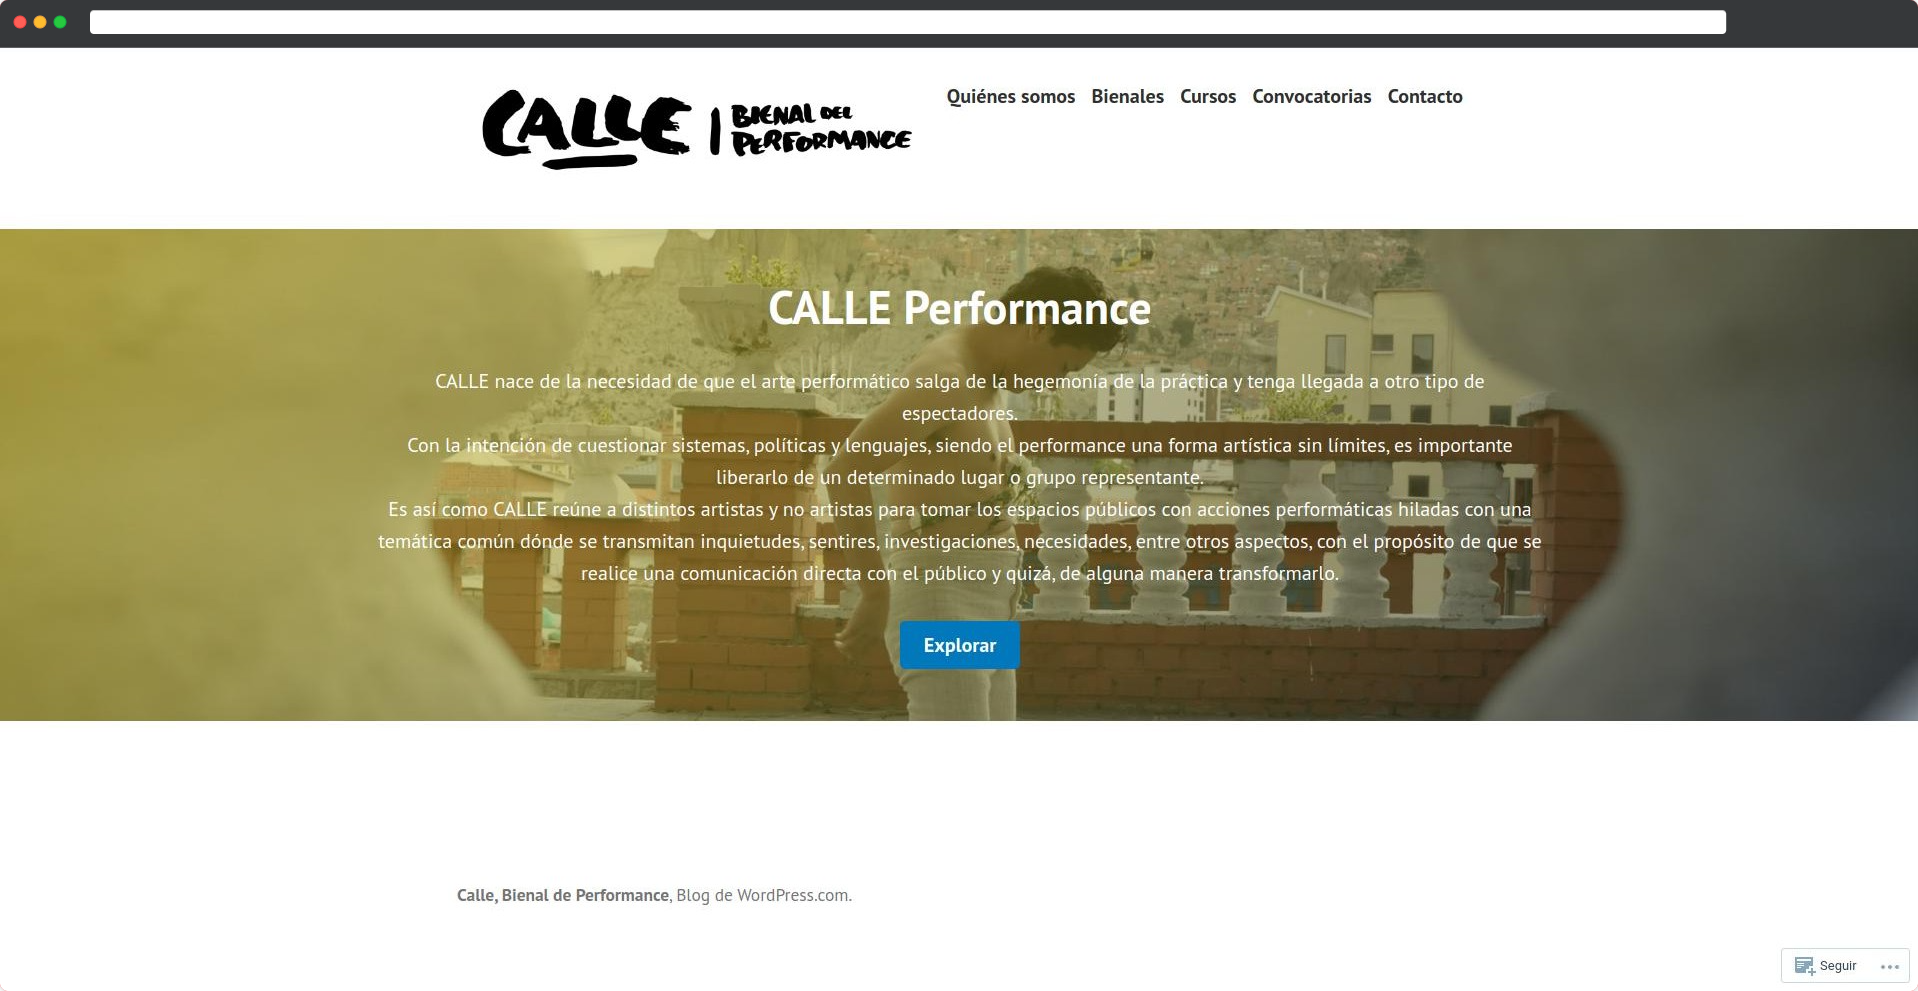 CALLE | BIENAL DEL
PERFORMANCE
Quiénes somos Bienales Cursos Convocatorias Contacto
CALLE Performance
CALLE nace de la necesidad de que el arte performático salga de la hegemonía de la práctica y tenga llegada a otro tipo de
espectadores.
Con la intención de cuestionar sistemas, políticas y lenguajes, siendo el performance una forma artística sin límites, es importante
liberarlo de un determinado lugar o grupo representante.
Es así como CALLE reúne a distintos artistas y no artistas para tomar los espacios públicos con acciones performáticas hiladas con una
temática común dónde se transmitan inquietudes, sentires, investigaciones, necesidades, entre otros aspectos, con el propósito de que se
realice una comunicación directa con el público y quizá, de alguna manera transformarlo.
Explorar
Calle, Bienal de Performance, Blog de WordPress.com.
Seguir